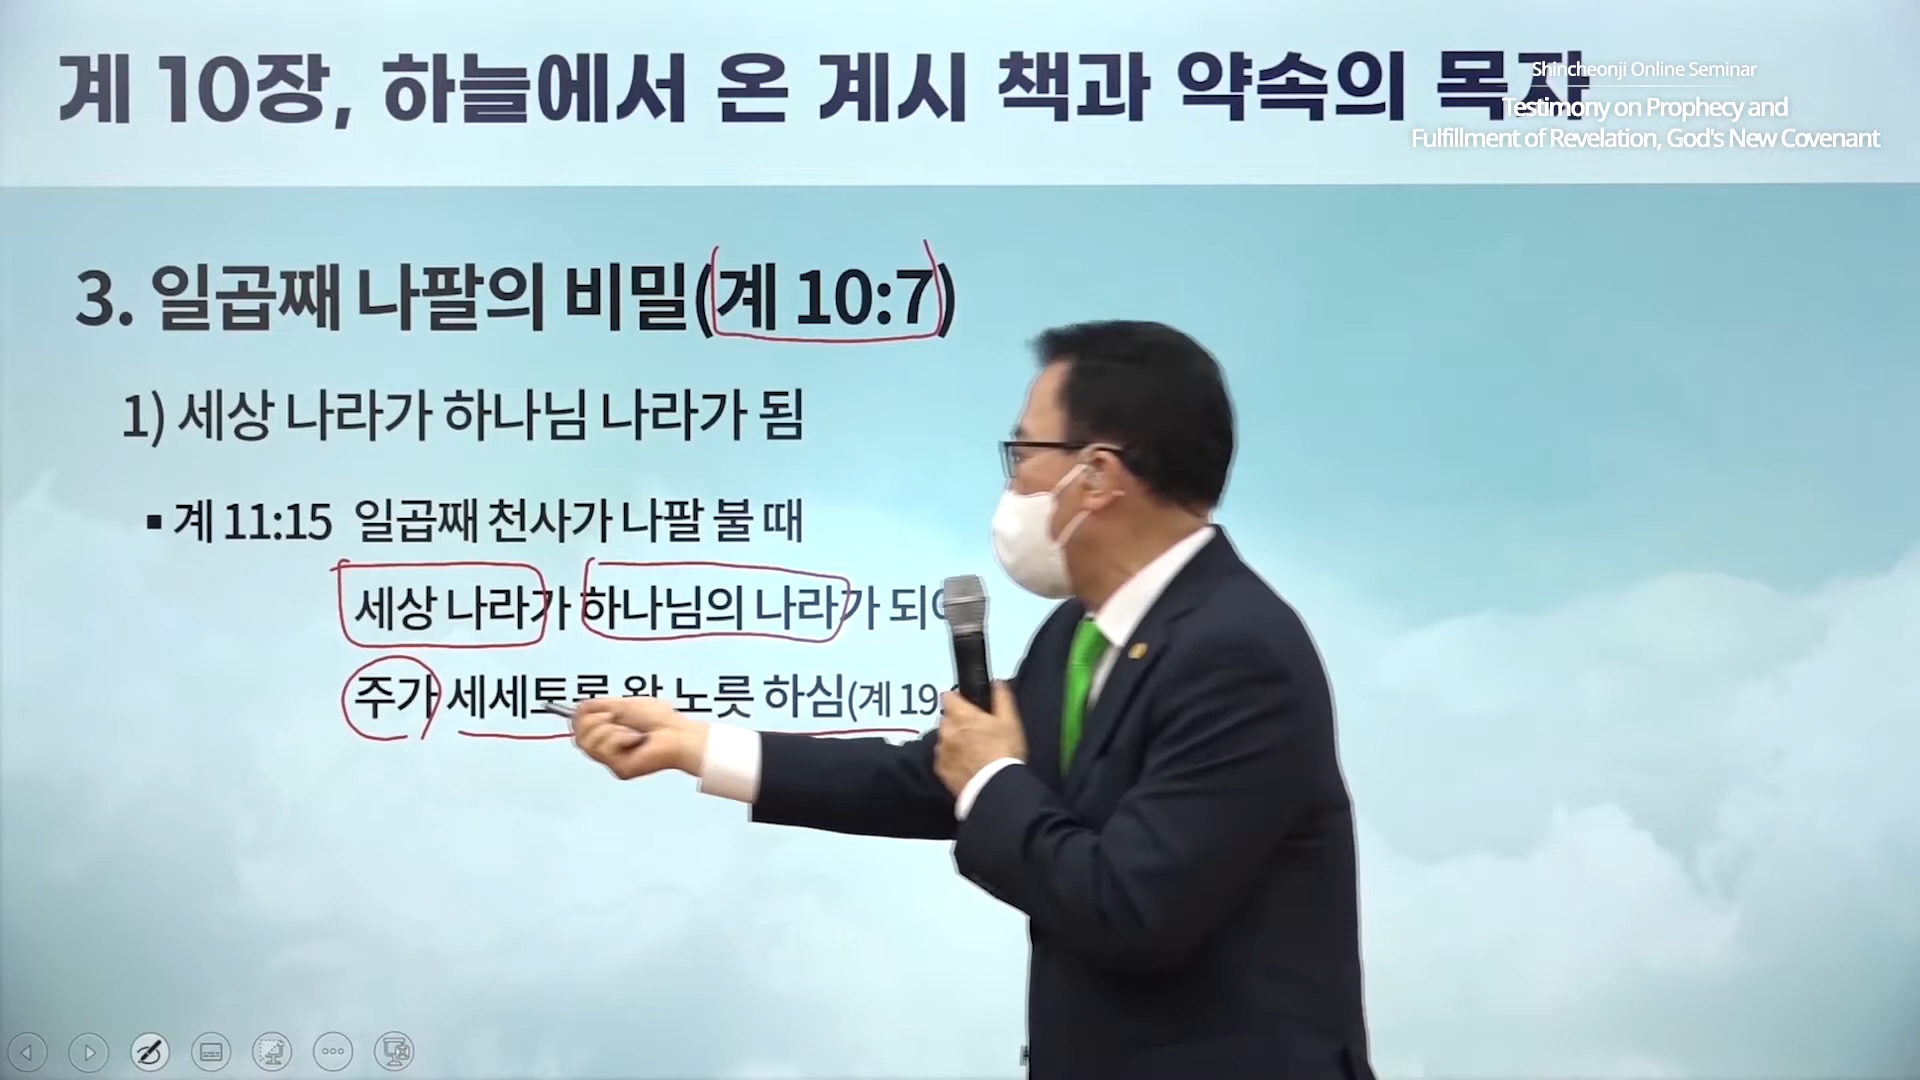 계 10장, 하늘에서 온 계시 책과 약속의 목자
Shincheonji Online Seminar
Testimony on Prophecy and
Fulfillment of Revelation, God's New Covenant
3. 일곱째 나팔의 비밀(계 10:7)
1) 세상 나라가 하나님 나라가 됨
▪ 계 11:15 일곱째 천사가 나팔 불 때
세상 나라가 하나님의 나라가
주가 세세토록 왕 노릇 하심(계 19: